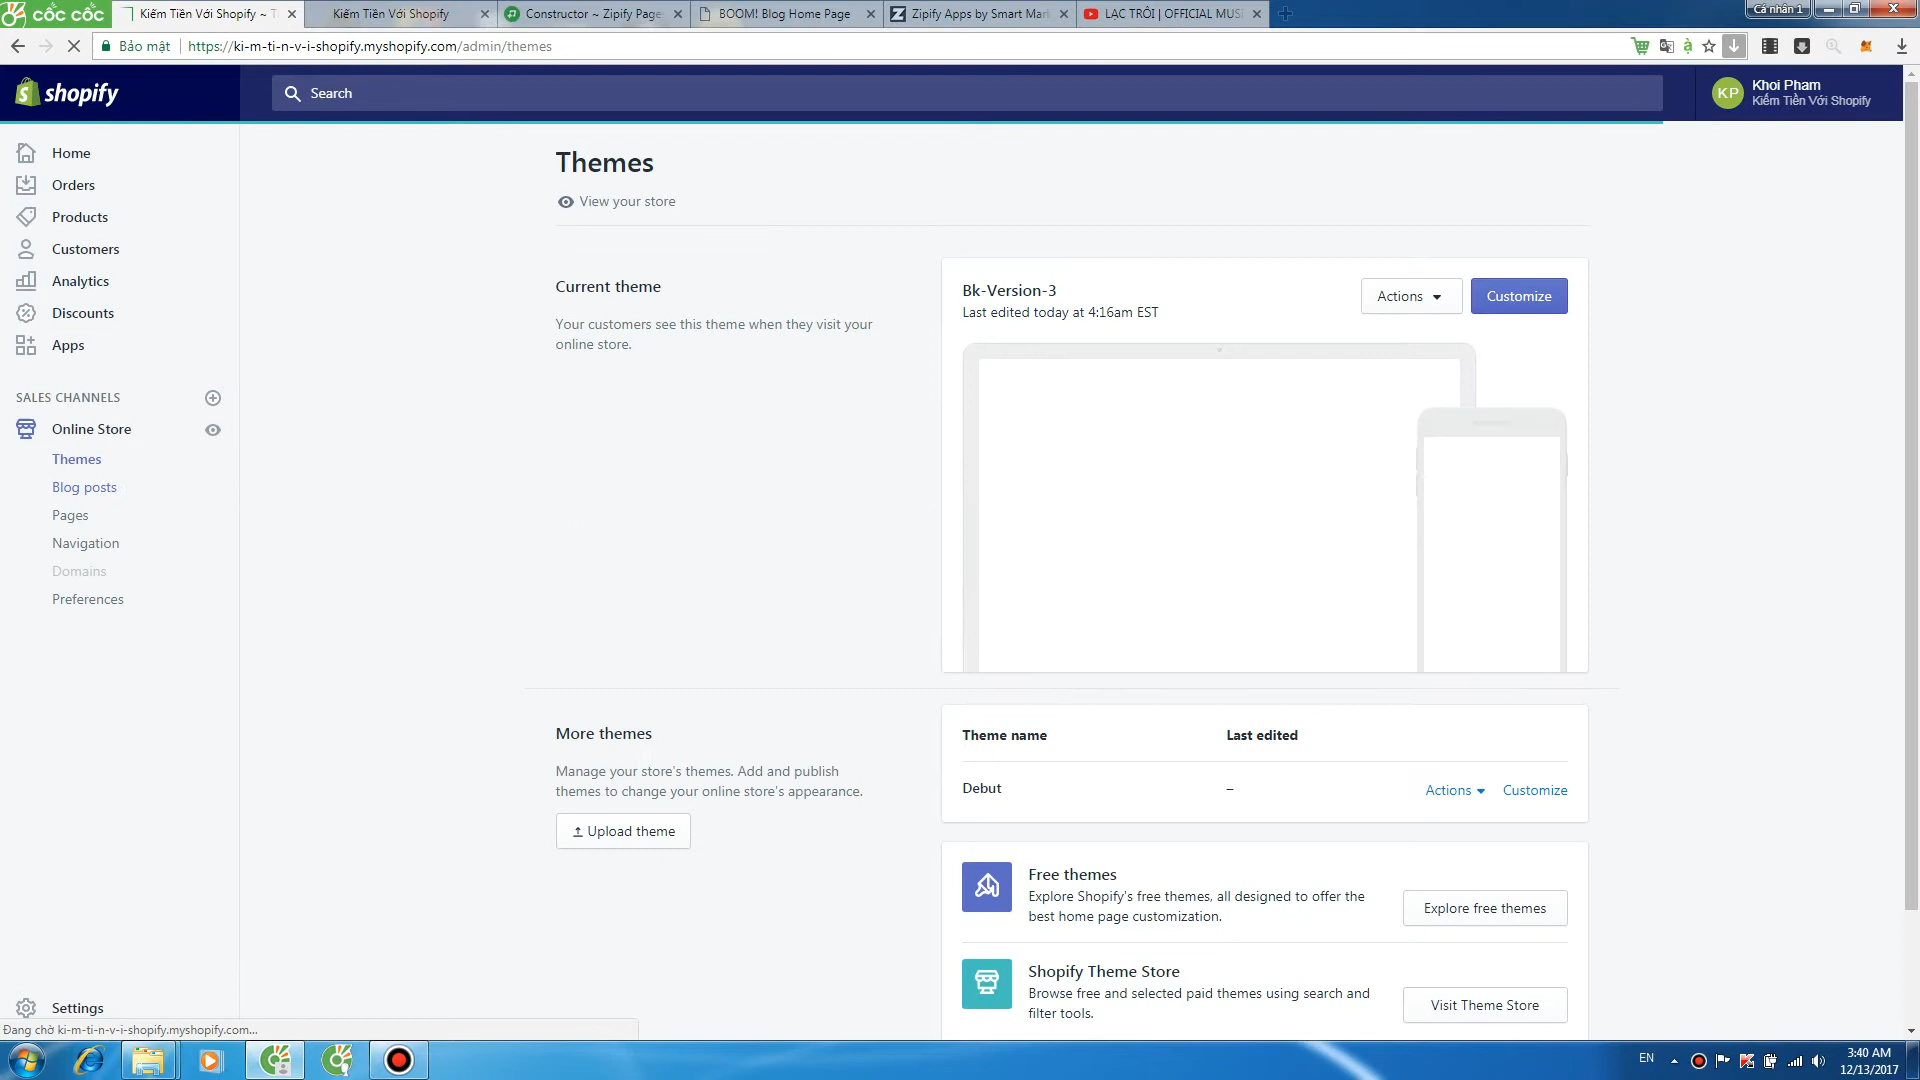 cốc cốc
Kiếm Tiền Với Shopify ~ T
Kiếm Tiền Với Shopify
Constructor ~ Zipify Page
BOOM! Blog Home Page
Zipify Apps by Smart Mark
LẠC TRÔI | OFFICIAL MUSI
Cá nhân 1
Bảo mật
https://ki-m-ti-n-v-i-shopify.myshopify.com/admin/themes
shopify
Search
KP
Khoi Pham
Kiếm Tiền Với Shopify
Home
Orders
Products
Customers
Analytics
Discounts
Apps
SALES CHANNELS
Online Store
Themes
Blog posts
Pages
Navigation
Domains
Preferences
Settings
Themes
View your store
Current theme
Your customers see this theme when they visit your
online store.
Bk-Version-3
Last edited today at 4:16am EST
Actions
Customize
More themes
Manage your store's themes. Add and publish
themes to change your online store's appearance.
Upload theme
Theme name
Last edited
Debut
–
Actions
Customize
Free themes
Explore Shopify's free themes, all designed to offer the
best home page customization.
Explore free themes
Shopify Theme Store
Browse free and selected paid themes using search and
filter tools.
Visit Theme Store
Đang chờ ki-m-ti-n-v-i-shopify.myshopify.com...
EN
3:40 AM
12/13/2017